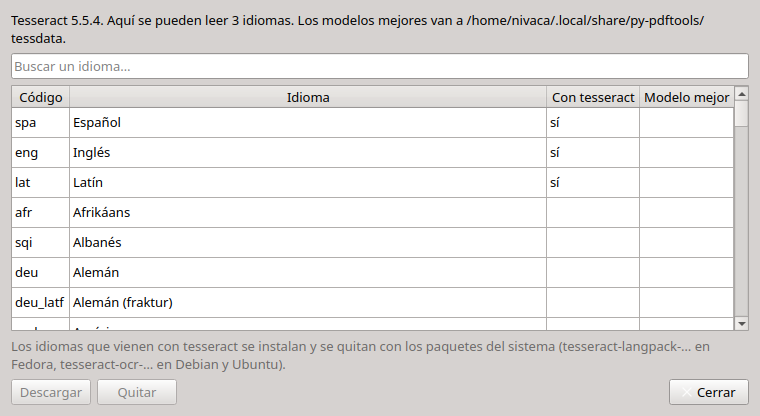 Tesseract 5.5.4. Aquí se pueden leer 3 idiomas. Los modelos mejores van a /home/nivaca/.local/share/py-pdftools/
tessdata.
Buscar un idioma...
Código Idioma Con tesseract Modelo mejor
spa Español sí
eng Inglés sí
lat Latín sí
afr Afrikáans
sqi Albanés
deu Alemán
deu_latf Alemán (fraktur)
Los idiomas que vienen con tesseract se instalan y se quitan con los paquetes del sistema (tesseract-langpack-... en
Fedora, tesseract-ocr-... en Debian y Ubuntu).
Descargar Quitar Cerrar